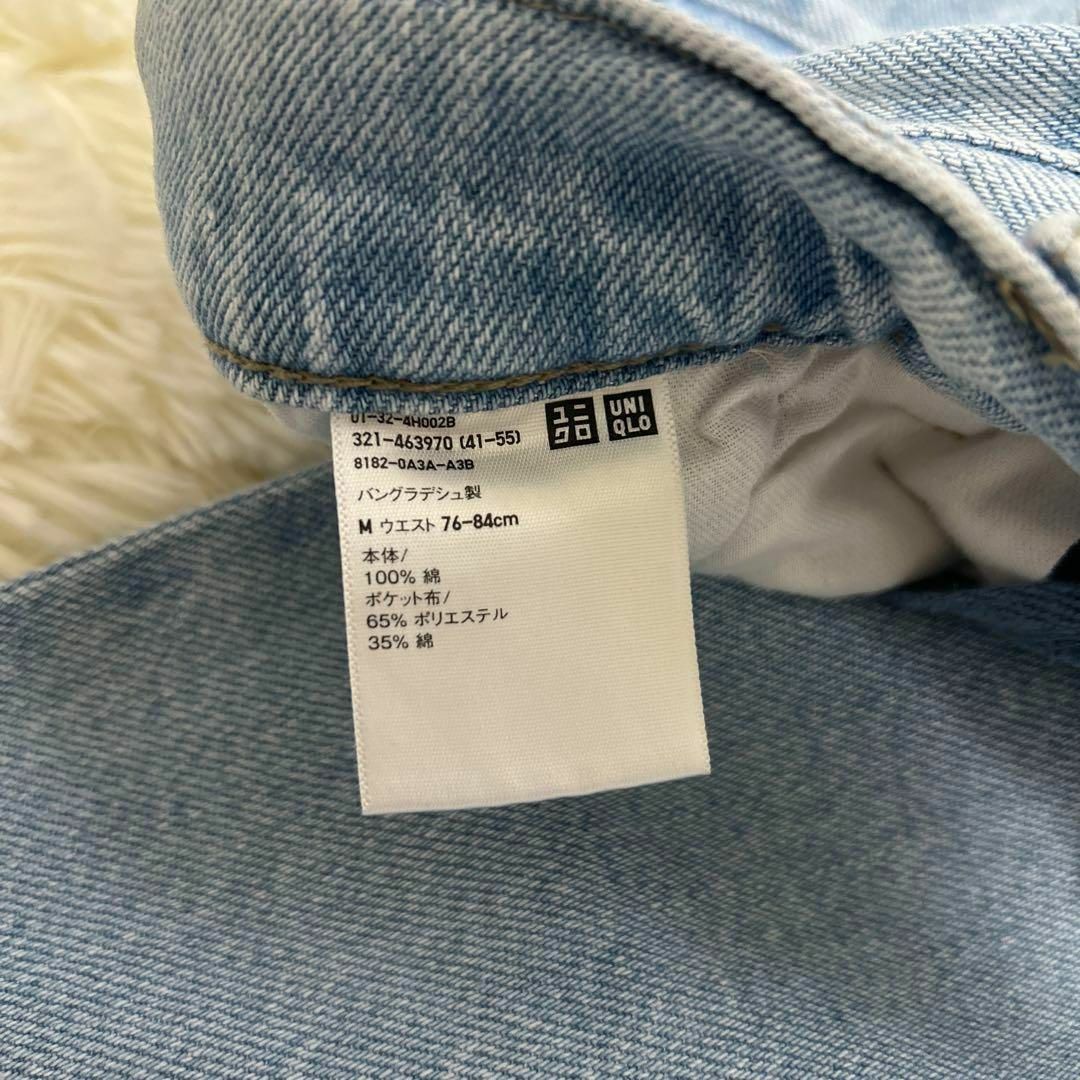 01-32-4H002B
321-463970 (41-55)
8182-0A3A-A3B
ユニ
クロ
UNI
QLO
バングラデシュ製
M ウエスト 76-84cm
本体/
100% 綿
ポケット布/
65% ポリエステル
35% 綿